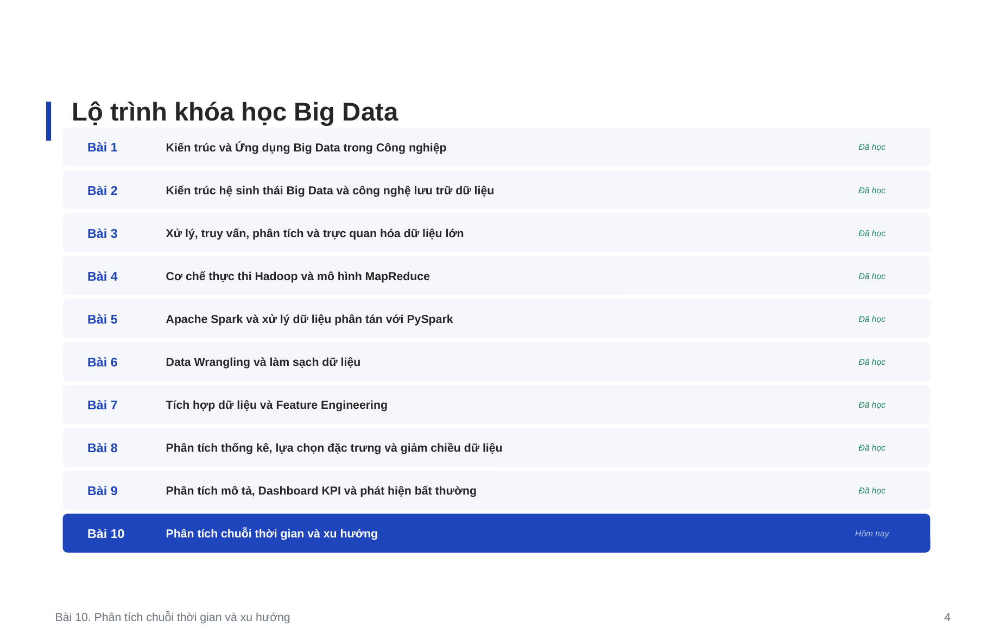 Lộ trình khóa học Big Data
Bài 1 Kiến trúc và Ứng dụng Big Data trong Công nghiệp Đã học
Bài 2 Kiến trúc hệ sinh thái Big Data và công nghệ lưu trữ dữ liệu Đã học
Bài 3 Xử lý, truy vấn, phân tích và trực quan hóa dữ liệu lớn Đã học
Bài 4 Cơ chế thực thi Hadoop và mô hình MapReduce Đã học
Bài 5 Apache Spark và xử lý dữ liệu phân tán với PySpark Đã học
Bài 6 Data Wrangling và làm sạch dữ liệu Đã học
Bài 7 Tích hợp dữ liệu và Feature Engineering Đã học
Bài 8 Phân tích thống kê, lựa chọn đặc trưng và giảm chiều dữ liệu Đã học
Bài 9 Phân tích mô tả, Dashboard KPI và phát hiện bất thường Đã học
Bài 10 Phân tích chuỗi thời gian và xu hướng Hôm nay
Bài 10. Phân tích chuỗi thời gian và xu hướng 4